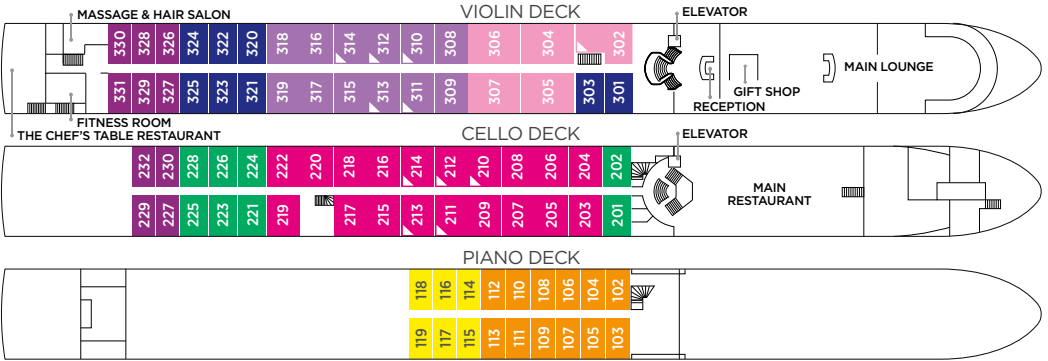 VIOLIN DECK
MASSAGE & HAIR SALON
ELEVATOR
330 328 326 324 322 320 318 316 314 312 310 308 306 304 302
331 329 327 325 323 321 319 317 315 313 311 309 307 305 303 301
MAIN LOUNGE
GIFT SHOP
RECEPTION
FITNESS ROOM
THE CHEF'S TABLE RESTAURANT
CELLO DECK
ELEVATOR
232 230 228 226 224 222 220 218 216 214 212 210 208 206 204 202
229 227 225 223 221 219 217 215 213 211 209 207 205 203 201
MAIN
RESTAURANT
PIANO DECK
118 116 114 112 110 108 106 104 102
119 117 115 113 111 109 107 105 103